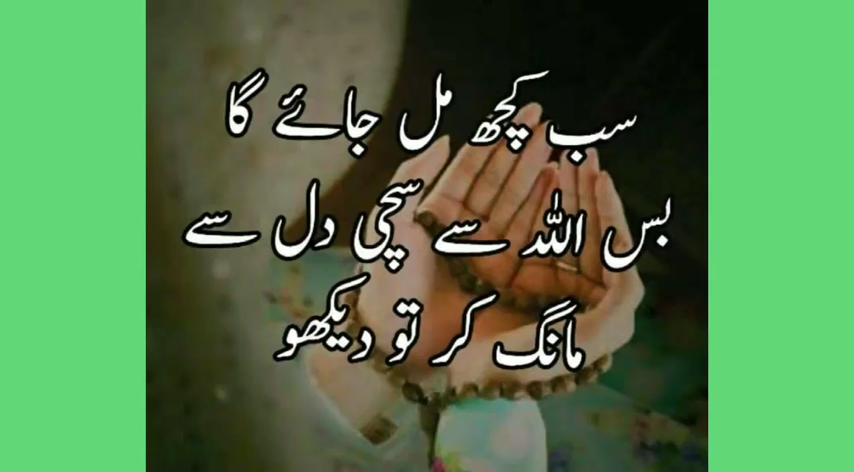 سب کچھ مل جائے گا
بس اللہ سے سچی دل سے
مانگ کر تو دیکھو